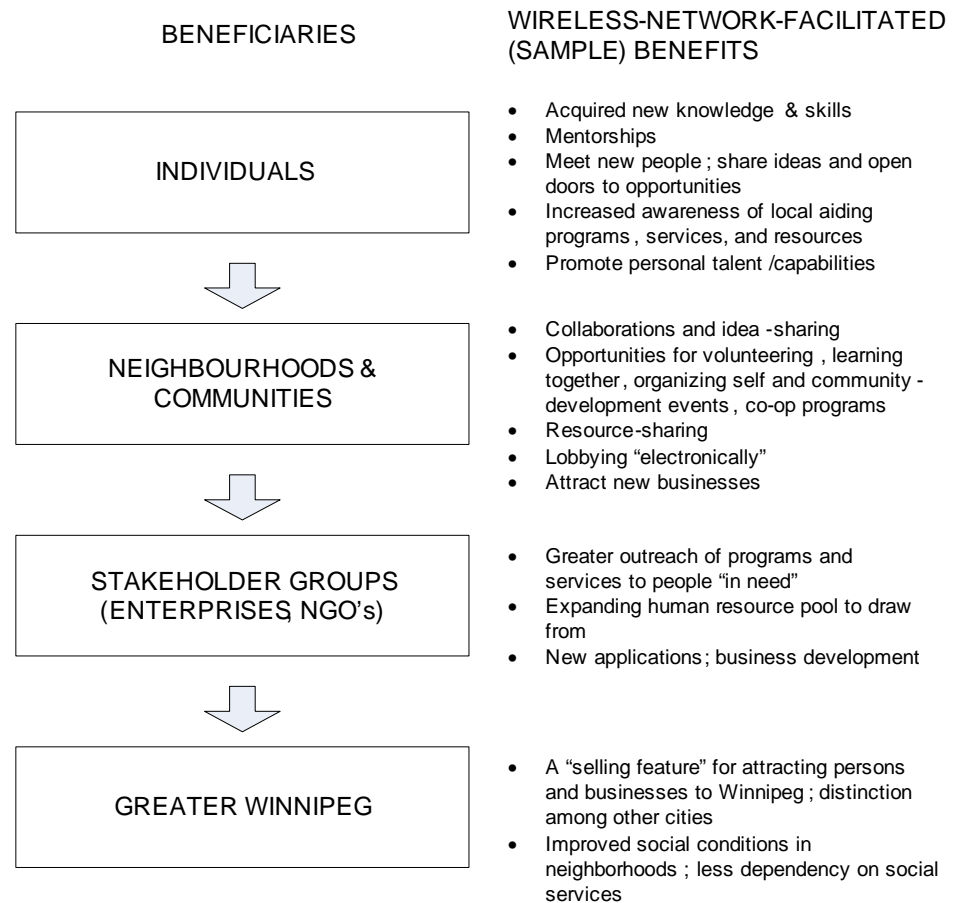 BENEFICIARIES
WIRELESS-NETWORK-FACILITATED
(SAMPLE) BENEFITS
INDIVIDUALS
• Acquired new knowledge & skills
• Mentorships
• Meet new people ; share ideas and open
doors to opportunities
• Increased awareness of local aiding
programs , services, and resources
• Promote personal talent /capabilities
NEIGHBOURHOODS &
COMMUNITIES
• Collaborations and idea -sharing
• Opportunities for volunteering , learning
together , organizing self and community -
development events , co-op programs
• Resource-sharing
• Lobbying “electronically”
• Attract new businesses
STAKEHOLDER GROUPS
(ENTERPRISES, NGO’s)
• Greater outreach of programs and
services to people “in need”
• Expanding human resource pool to draw
from
• New applications ; business development
GREATER WINNIPEG
• A “selling feature” for attracting persons
and businesses to Winnipeg ; distinction
among other cities
• Improved social conditions in
neighborhoods ; less dependency on social
services